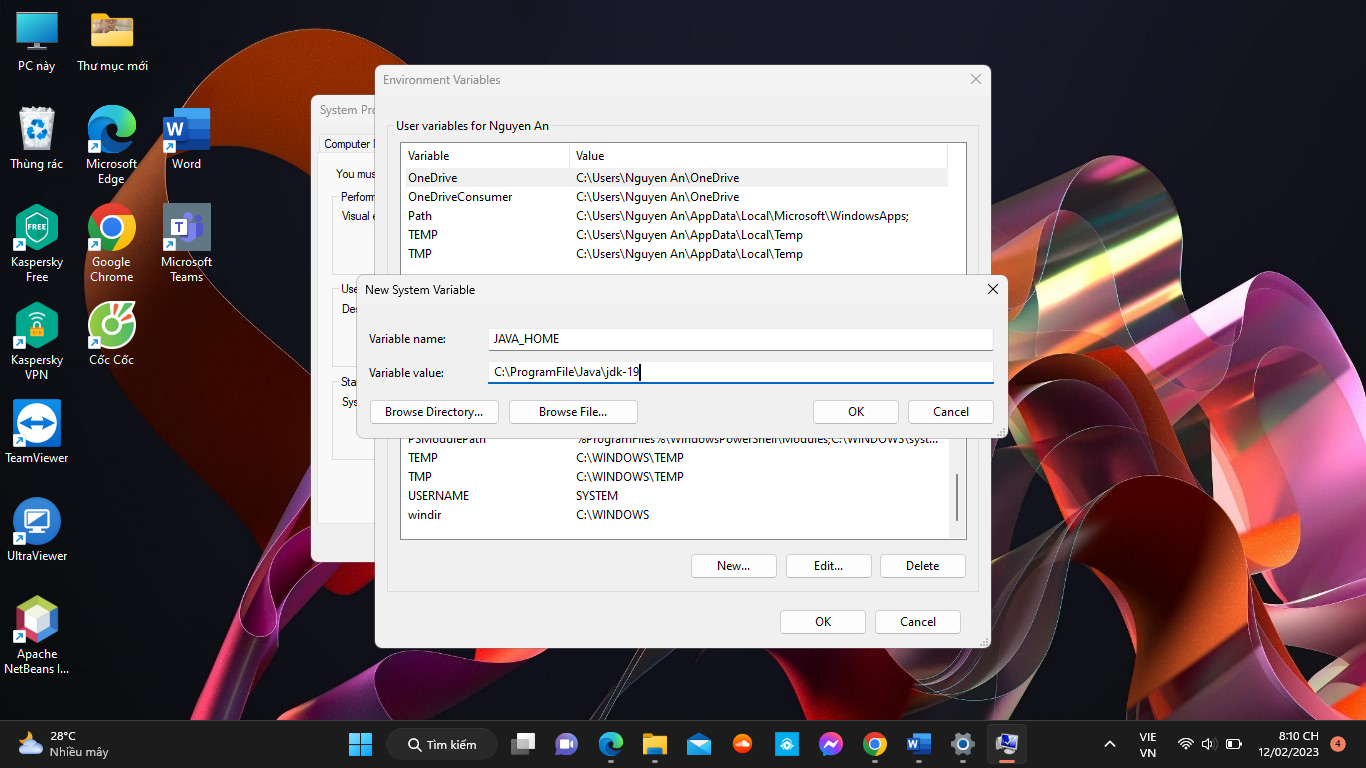 PC này
Thư mục mới
Thùng rác
Microsoft Edge
Word
Kaspersky Free
Google Chrome
Microsoft Teams
Kaspersky VPN
Cốc Cốc
TeamViewer
UltraViewer
Apache NetBeans I...
FREE
W
T
System Pro
Computer
You mus
Perform
Visual e
Use
Des
Sta
Sys
Environment Variables
User variables for Nguyen An
Variable Value
OneDrive C:\Users\Nguyen An\OneDrive
OneDriveConsumer C:\Users\Nguyen An\OneDrive
Path C:\Users\Nguyen An\AppData\Local\Microsoft\WindowsApps;
TEMP C:\Users\Nguyen An\AppData\Local\Temp
TMP C:\Users\Nguyen An\AppData\Local\Temp
New System Variable
Variable name: JAVA_HOME
Variable value: C:\ProgramFile\Java\jdk-19
Browse Directory... Browse File... OK Cancel
PSModulePath %ProgramFiles%\WindowsPowerShell\Modules;C:\WINDOWS\syst...
TEMP C:\WINDOWS\TEMP
TMP C:\WINDOWS\TEMP
USERNAME SYSTEM
windir C:\WINDOWS
New... Edit... Delete
OK Cancel
28°C
Nhiều mây
Tìm kiếm
VIE
VN
8:10 CH
12/02/2023
4